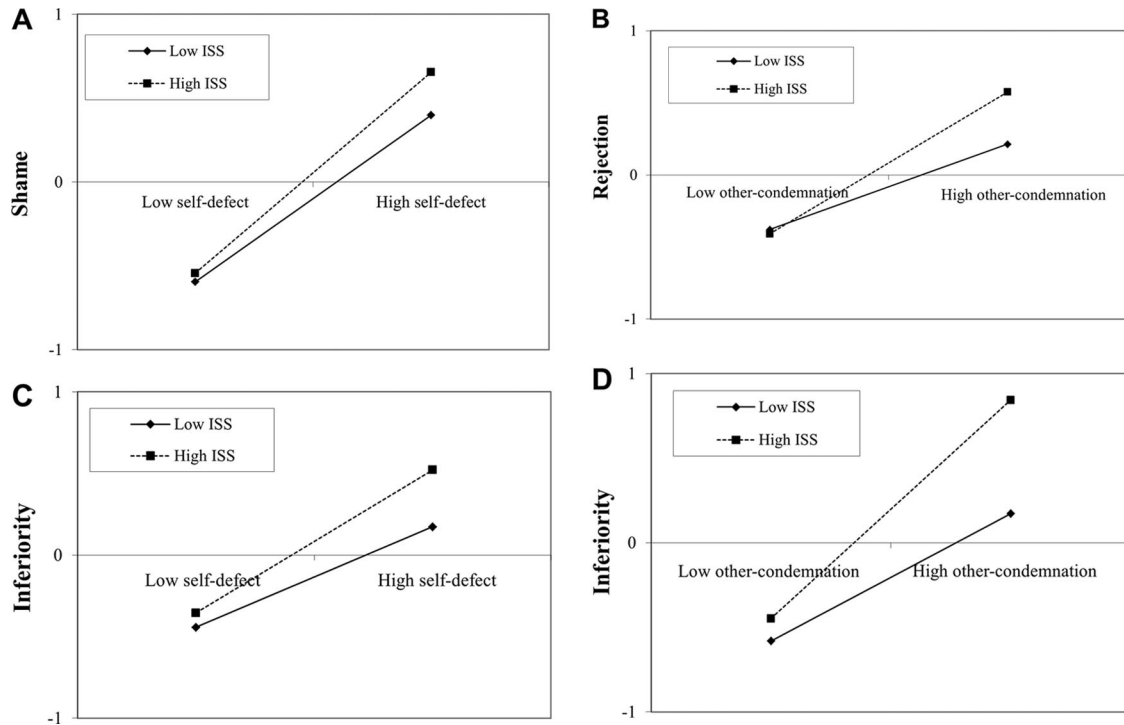 A
1
Low ISS
High ISS
Shame
0
Low self-defect
High self-defect
-1
B
1
Low ISS
High ISS
Rejection
0
Low other-condemnation
High other-condemnation
-1
C
1
Low ISS
High ISS
Inferiority
0
Low self-defect
High self-defect
-1
D
1
Low ISS
High ISS
Inferiority
0
Low other-condemnation
High other-condemnation
-1